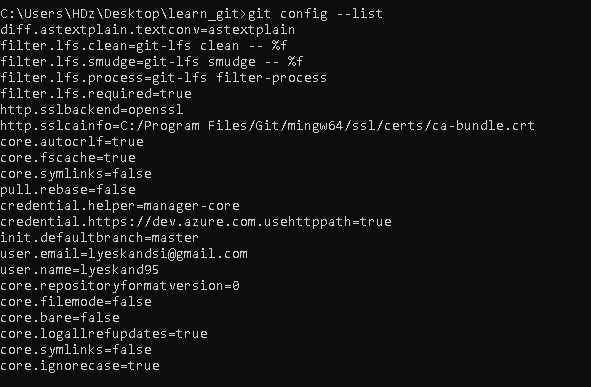 C:\Users\HDz\Desktop\learn_git>git config --list
diff.astextplain.textconv=astextplain
filter.lfs.clean=git-lfs clean -- %f
filter.lfs.smudge=git-lfs smudge -- %f
filter.lfs.process=git-lfs filter-process
filter.lfs.required=true
http.sslbackend=openssl
http.sslcainfo=C:/Program Files/Git/mingw64/ssl/certs/ca-bundle.crt
core.autocrlf=true
core.fscache=true
core.symlinks=false
pull.rebase=false
credential.helper=manager-core
credential.https://dev.azure.com.usehttppath=true
init.defaultbranch=master
user.email=lyeskandsi@gmail.com
user.name=lyeskand95
core.repositoryformatversion=0
core.filemode=false
core.bare=false
core.logallrefupdates=true
core.symlinks=false
core.ignorecase=true